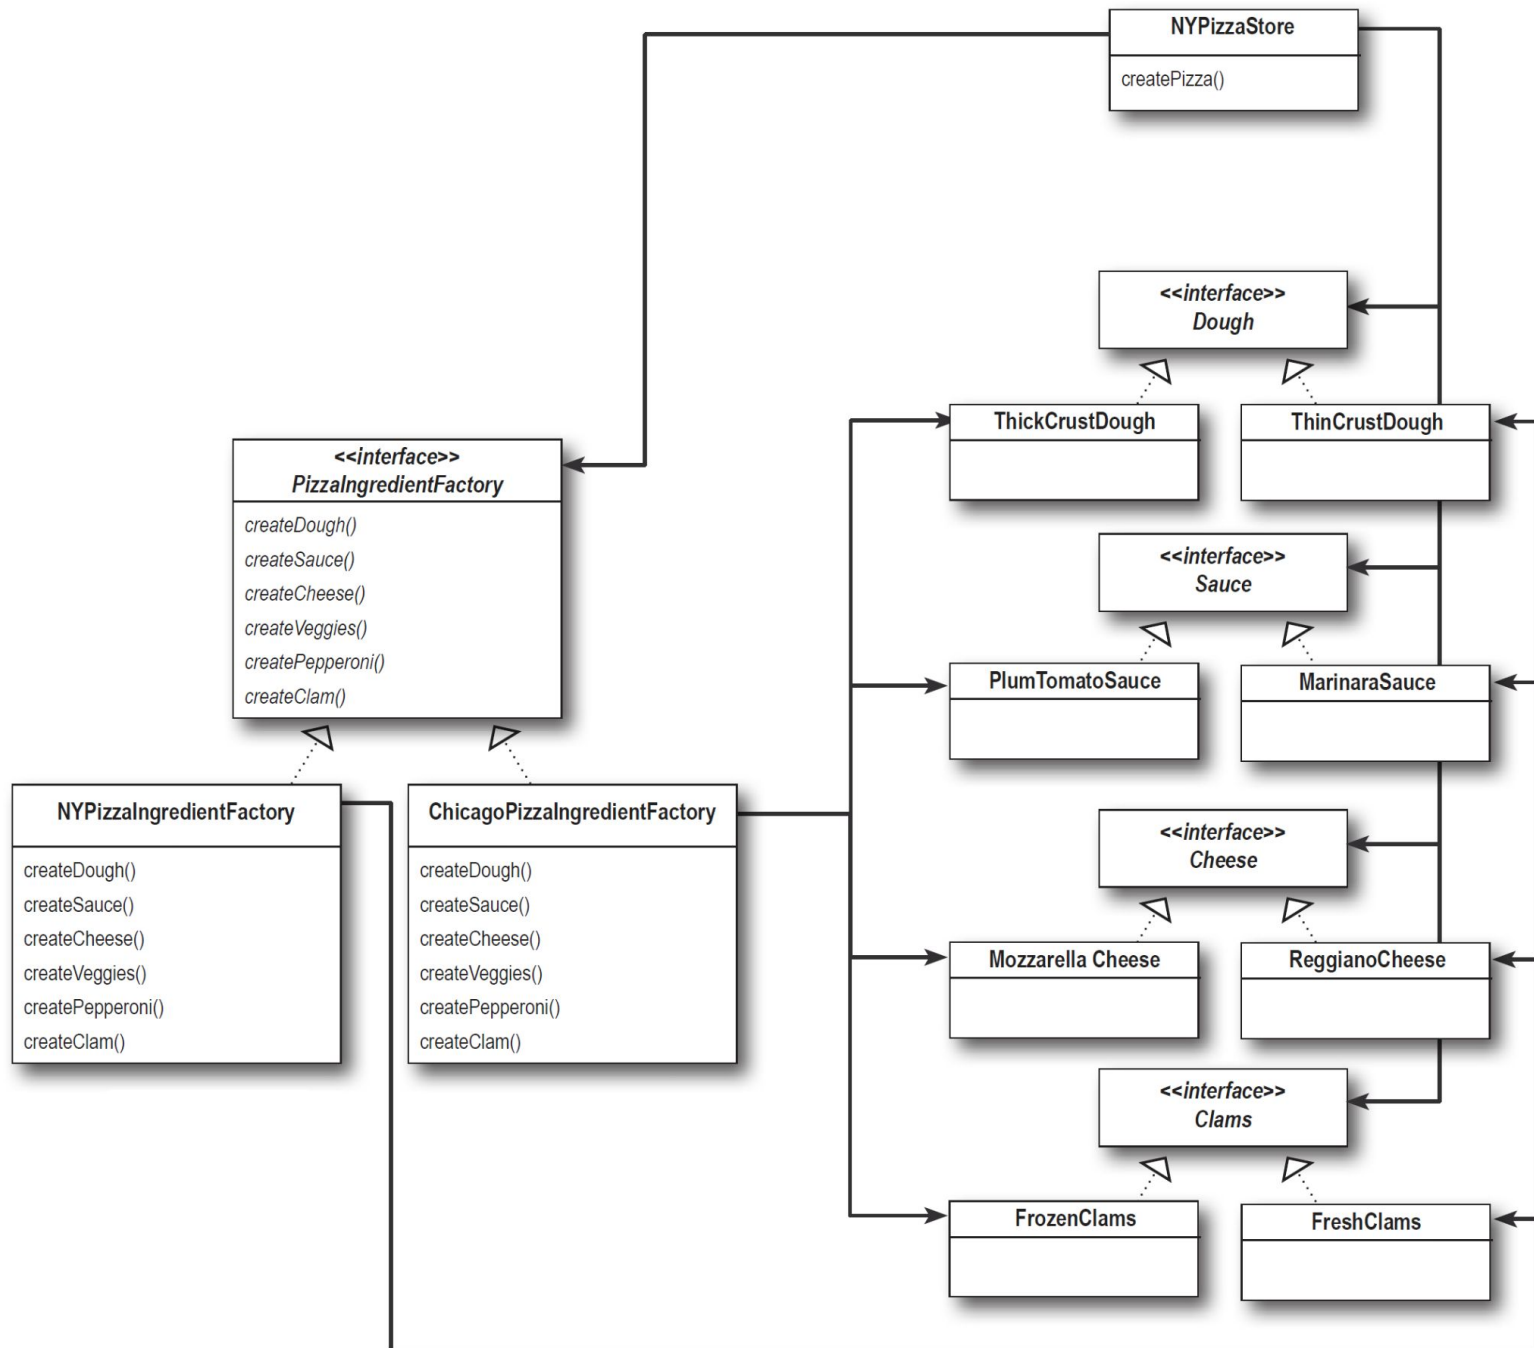 NYPizzaStore
createPizza()
<<interface>>
Dough
ThickCrustDough
ThinCrustDough
<<interface>>
PizzaIngredientFactory
createDough()
createSauce()
createCheese()
createVeggies()
createPepperoni()
createClam()
<<interface>>
Sauce
PlumTomatoSauce
MarinaraSauce
NYPizzaIngredientFactory
createDough()
createSauce()
createCheese()
createVeggies()
createPepperoni()
createClam()
ChicagoPizzaIngredientFactory
createDough()
createSauce()
createCheese()
createVeggies()
createPepperoni()
createClam()
<<interface>>
Cheese
Mozzarella Cheese
ReggianoCheese
<<interface>>
Clams
FrozenClams
FreshClams